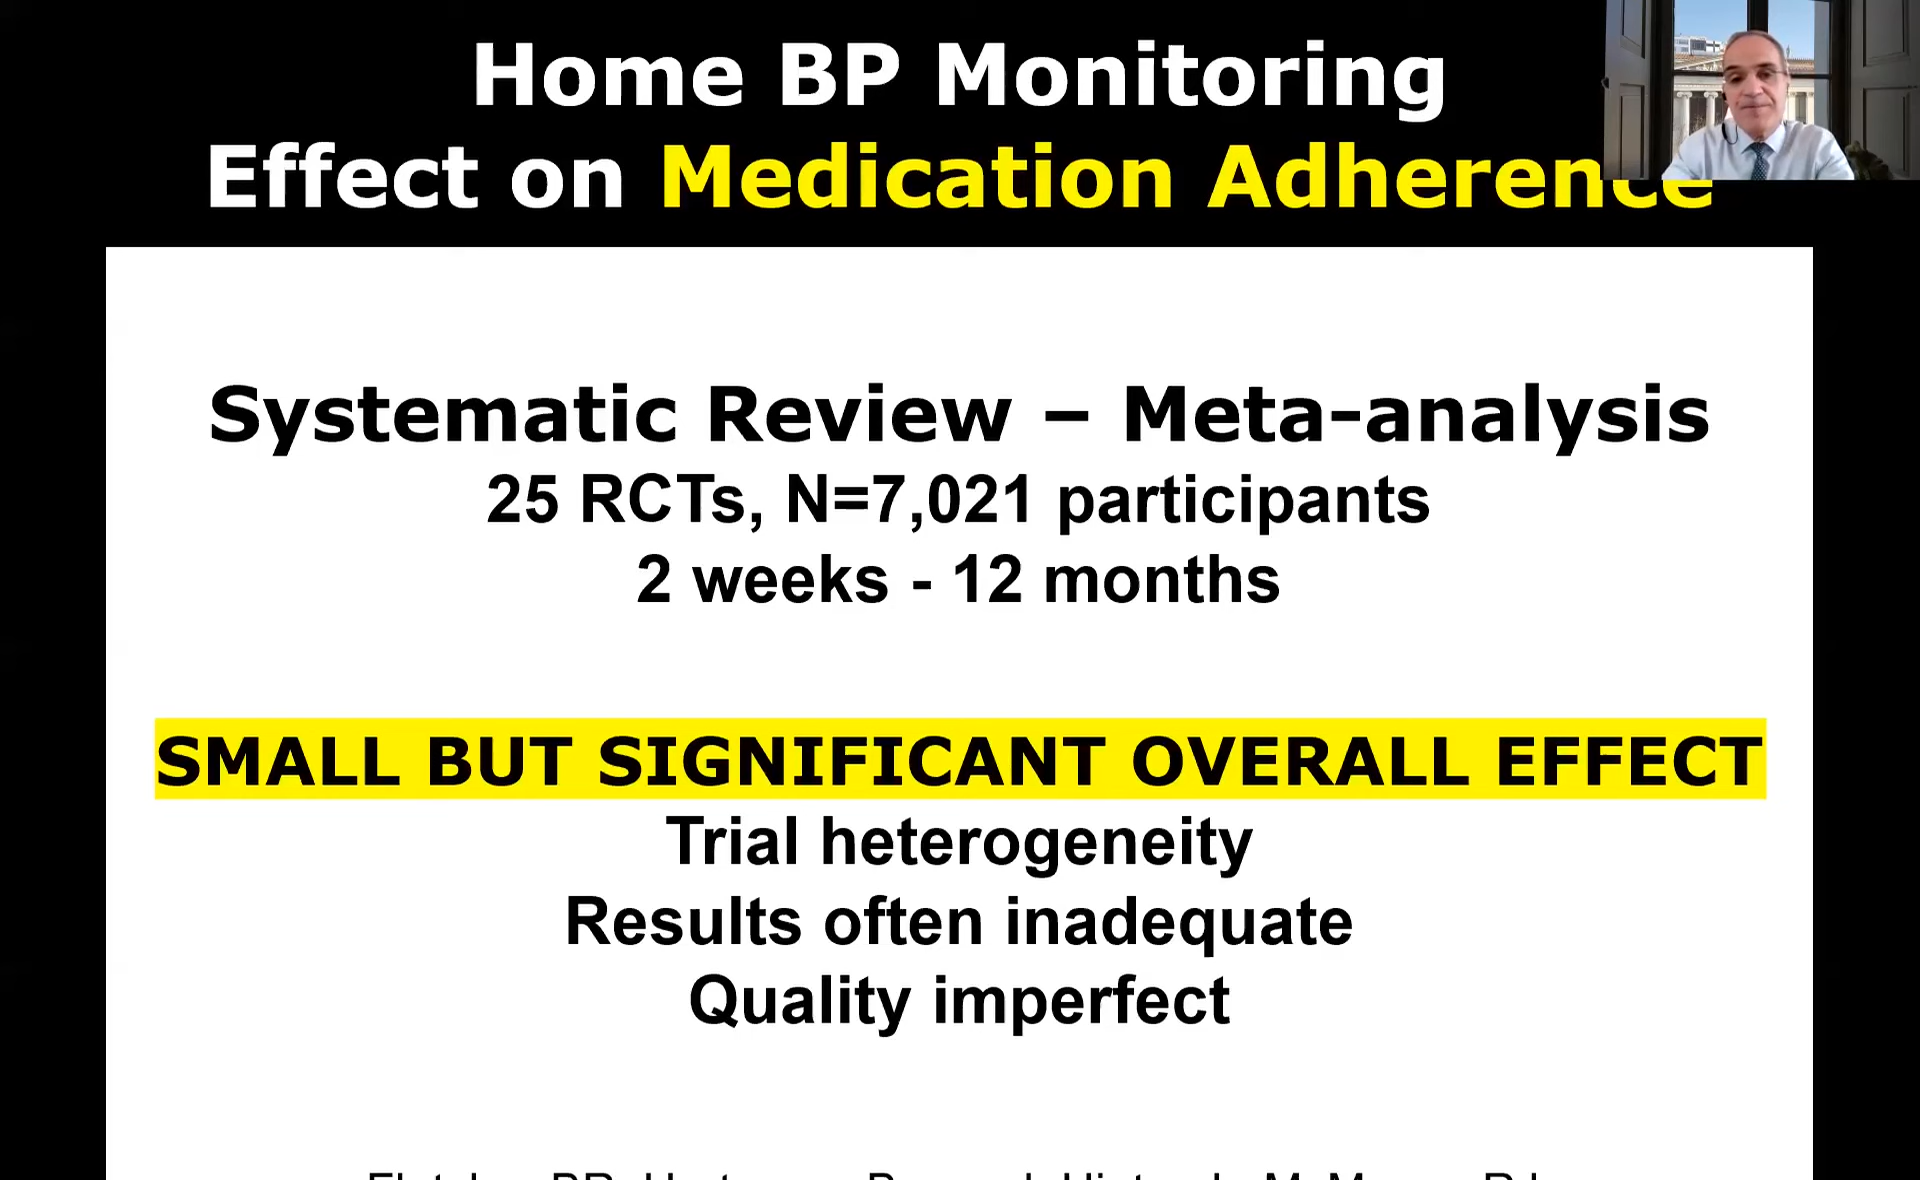 Home BP Monitoring
Effect on Medication Adherence
Systematic Review – Meta-analysis
25 RCTs, N=7,021 participants
2 weeks - 12 months
SMALL BUT SIGNIFICANT OVERALL EFFECT
Trial heterogeneity
Results often inadequate
Quality imperfect